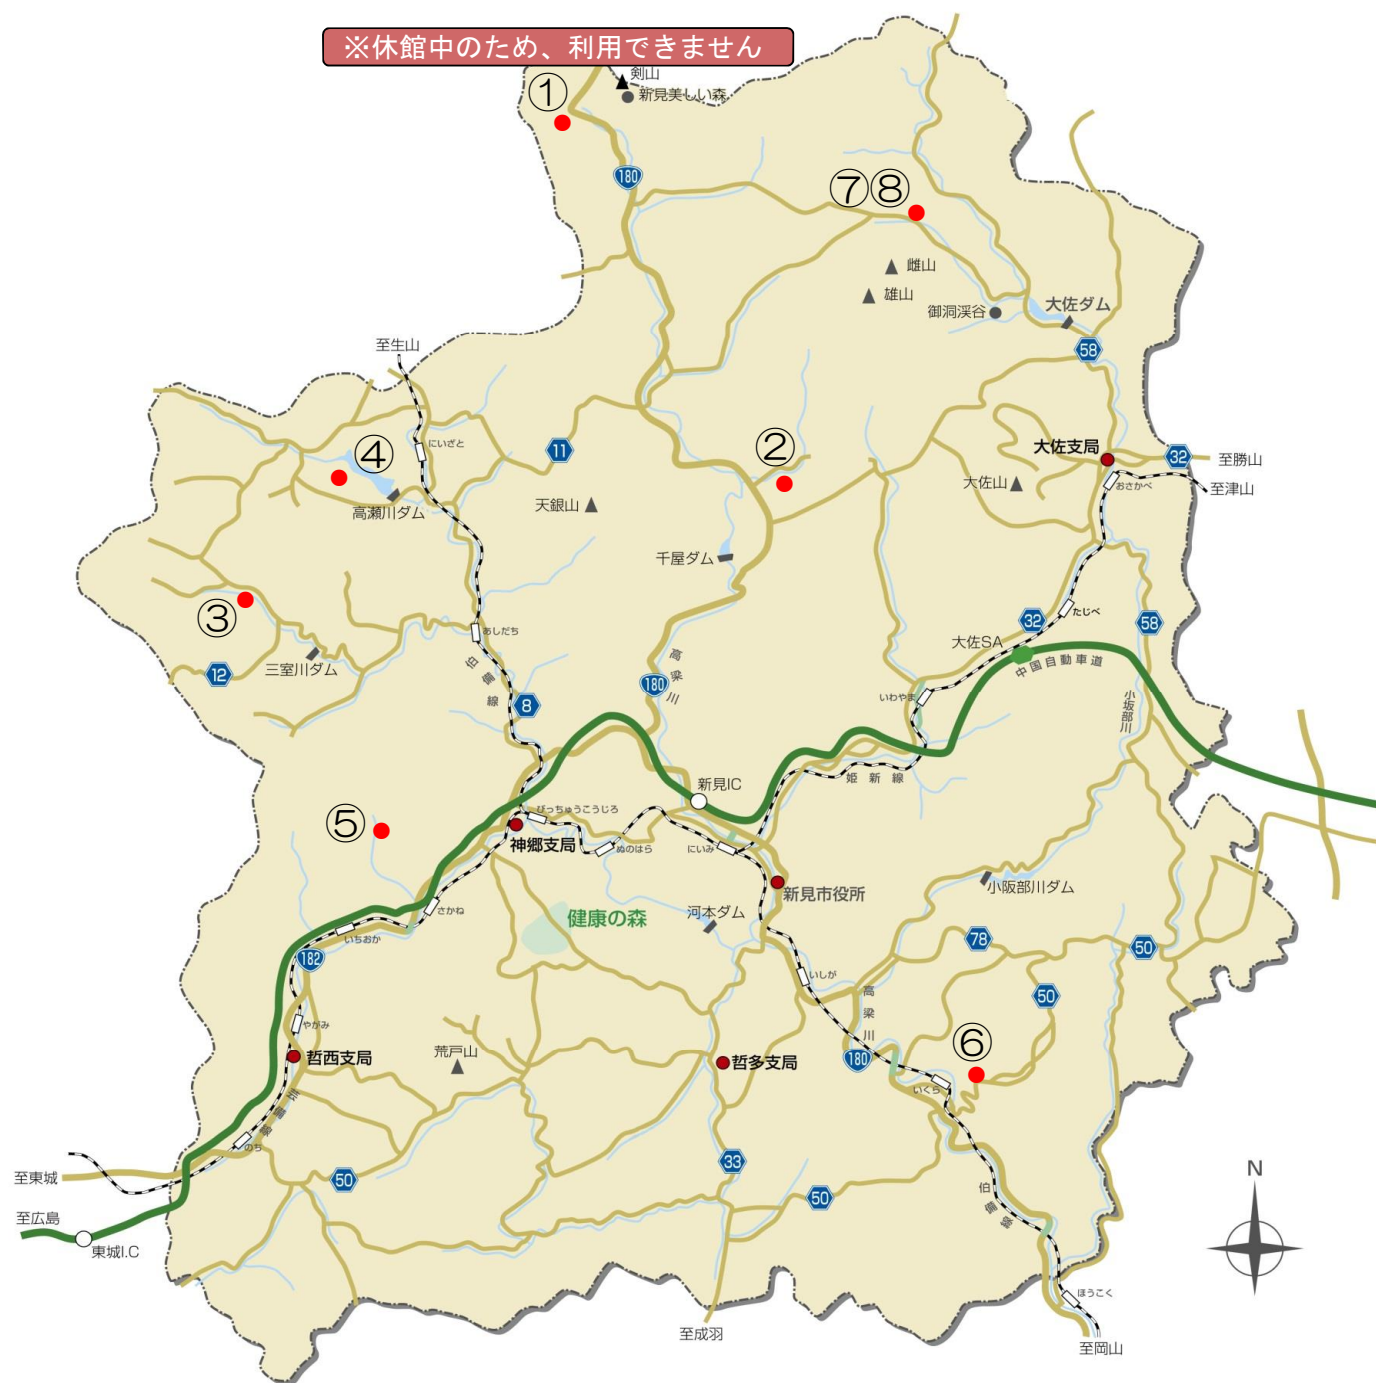 ※休館中のため、利用できません
剣山
新見美しい森
①
180
⑦⑧
雌山
雄山
御洞渓谷
大佐ダム
58
至生山
にいざと
④
11
②
大佐支局
32
至勝山
おさかべ
至津山
大佐山
高瀬川ダム
天銀山
千屋ダム
③
あしだち
たじべ
32
58
大佐SA
三室川ダム
12
伯備線
高梁川
180
中国自動車道
いわやま
小坂部川
8
姫新線
新見IC
⑤
びっちゅうこうじろ
神郷支局
ぬのはら
にいみ
新見市役所
小阪部川ダム
さかね
健康の森
河本ダム
いちおか
182
78
50
いしが
50
高梁川
やがみ
哲西支局
荒戸山
哲多支局
180
⑥
いくら
芸備線
のち
至東城
50
33
50
伯備線
N
至広島
東城I.C
ほうこく
至成羽
至岡山